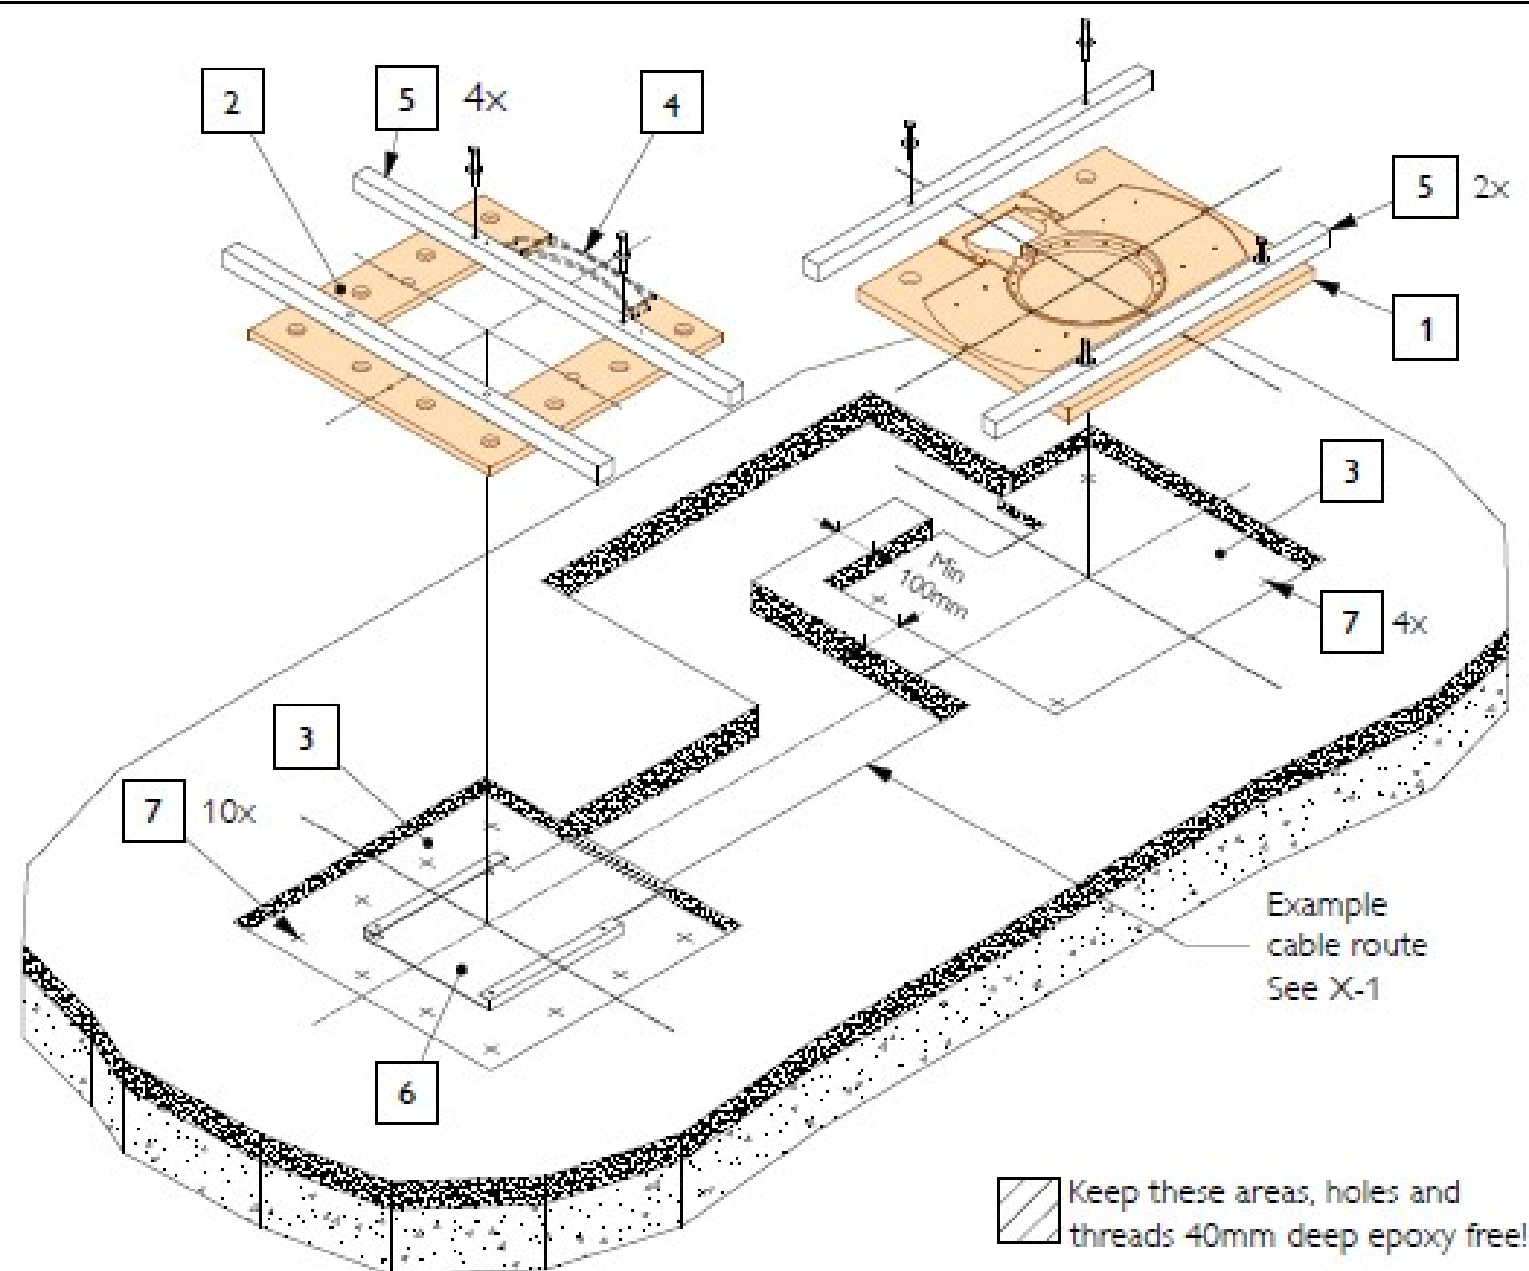 2
5 4x
4
5 2x
1
3
Min
100mm
7 4x
3
7 10x
Example
cable route
See X-1
6
Keep these areas, holes and
threads 40mm deep epoxy free!